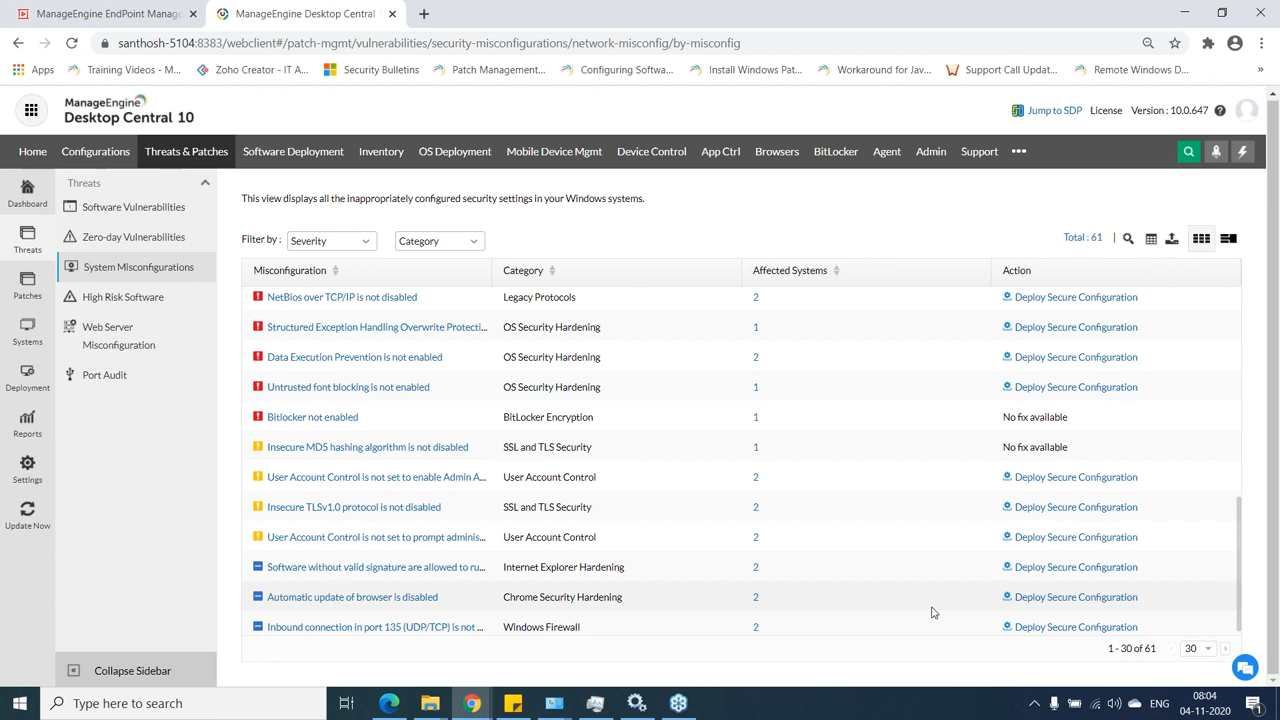 ManageEngine EndPoint Manage
ManageEngine Desktop Central
santhosh-5104:8383/webclient#/patch-mgmt/vulnerabilities/security-misconfigurations/network-misconfig/by-misconfig
Apps
Training Videos - M...
Zoho Creator - IT A...
Security Bulletins
Patch Management...
Configuring Softwa...
Install Windows Pat...
Workaround for Jav...
Support Call Updat...
Remote Windows D...
»
ManageEngine
Desktop Central 10
Jump to SDP
License
Version : 10.0.647
Home
Configurations
Threats & Patches
Software Deployment
Inventory
OS Deployment
Mobile Device Mgmt
Device Control
App Ctrl
Browsers
BitLocker
Agent
Admin
Support
Dashboard
Threats
Patches
Systems
Deployment
Reports
Settings
Update Now
Threats
Software Vulnerabilities
Zero-day Vulnerabilities
System Misconfigurations
High Risk Software
Web Server
Misconfiguration
Port Audit
Collapse Sidebar
This view displays all the inappropriately configured security settings in your Windows systems.
Filter by : Severity Category
Total : 61
Misconfiguration Category Affected Systems Action
NetBios over TCP/IP is not disabled Legacy Protocols 2 Deploy Secure Configuration
Structured Exception Handling Overwrite Protecti... OS Security Hardening 1 Deploy Secure Configuration
Data Execution Prevention is not enabled OS Security Hardening 2 Deploy Secure Configuration
Untrusted font blocking is not enabled OS Security Hardening 1 Deploy Secure Configuration
Bitlocker not enabled BitLocker Encryption 1 No fix available
Insecure MD5 hashing algorithm is not disabled SSL and TLS Security 1 No fix available
User Account Control is not set to enable Admin A... User Account Control 2 Deploy Secure Configuration
Insecure TLSv1.0 protocol is not disabled SSL and TLS Security 2 Deploy Secure Configuration
User Account Control is not set to prompt adminis... User Account Control 2 Deploy Secure Configuration
Software without valid signature are allowed to ru... Internet Explorer Hardening 2 Deploy Secure Configuration
Automatic update of browser is disabled Chrome Security Hardening 2 Deploy Secure Configuration
Inbound connection in port 135 (UDP/TCP) is not ... Windows Firewall 2 Deploy Secure Configuration
1 - 30 of 61 30
Type here to search
ENG
08:04
04-11-2020
1